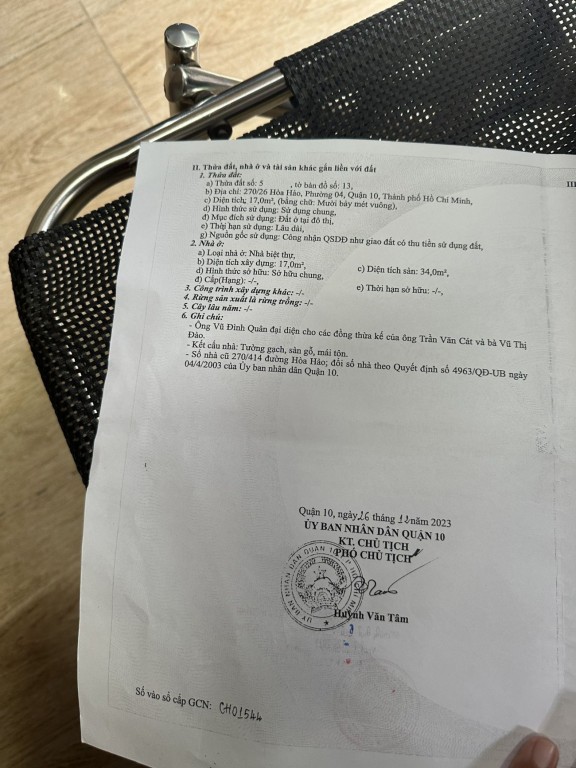 II. Thửa đất, nhà ở và tài sản khác gắn liền với đất
1. Thửa đất:
a) Thửa đất số: 5 , tờ bản đồ số: 13,
b) Địa chỉ: 270/26 Hòa Hảo, Phường 04, Quận 10, Thành phố Hồ Chí Minh,
c) Diện tích: 17,0m², (bằng chữ: Mười bảy mét vuông),
d) Hình thức sử dụng: Sử dụng chung,
đ) Mục đích sử dụng: Đất ở tại đô thị,
e) Thời hạn sử dụng: Lâu dài,
g) Nguồn gốc sử dụng: Công nhận QSDĐ như giao đất có thu tiền sử dụng đất,
2. Nhà ở:
a) Loại nhà ở: Nhà biệt thự,
b) Diện tích xây dựng: 17,0m², c) Diện tích sàn: 34,0m²,
d) Hình thức sở hữu: Sở hữu chung,
đ) Cấp(Hạng): -/-, e) Thời hạn sở hữu: -/-,
3. Công trình xây dựng khác: -/-
4. Rừng sản xuất là rừng trồng: -/-
5. Cây lâu năm: -/-
6. Ghi chú:
- Ông Vũ Đình Quân đại diện cho các đồng thừa kế của ông Trần Văn Cát và bà Vũ Thị
Đào.
- Kết cấu nhà: Tường gạch, sàn gỗ, mái tôn.
- Số nhà cũ 270/414 đường Hòa Hảo; đổi số nhà theo Quyết định số 4963/QĐ-UB ngày
04/4/2003 của Ủy ban nhân dân Quận 10.
III
Quận 10, ngày 26 tháng 12 năm 2023
ỦY BAN NHÂN DÂN QUẬN 10
KT. CHỦ TỊCH
PHÓ CHỦ TỊCH
ỦY BAN NHÂN DÂN QUẬN 10
Huỳnh Văn Tâm
Số vào sổ cấp GCN: CH01544